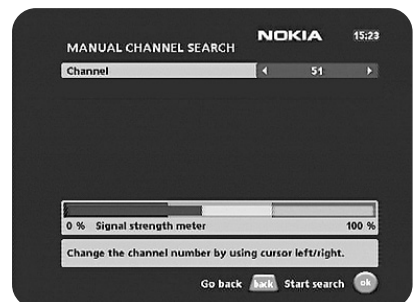 NOKIA 15:23
MANUAL CHANNEL SEARCH
Channel 51
0 % Signal strength meter 100 %
Change the channel number by using cursor left/right.
Go back back Start search ok